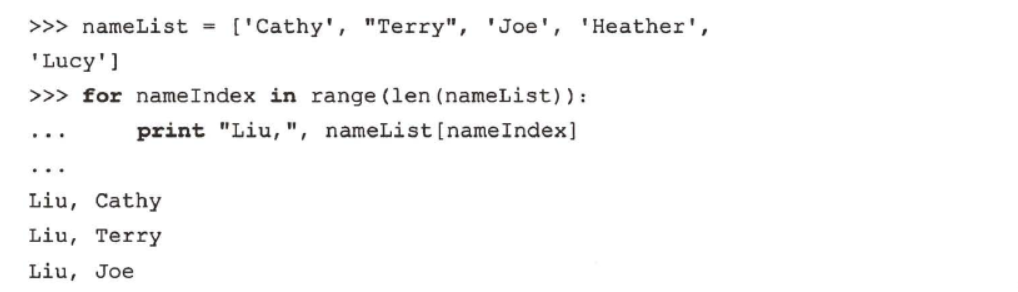 >>> nameList = ['Cathy', "Terry", 'Joe', 'Heather',
'Lucy']
>>> for nameIndex in range(len(nameList)):
...     print "Liu,", nameList[nameIndex]
...
Liu, Cathy
Liu, Terry
Liu, Joe